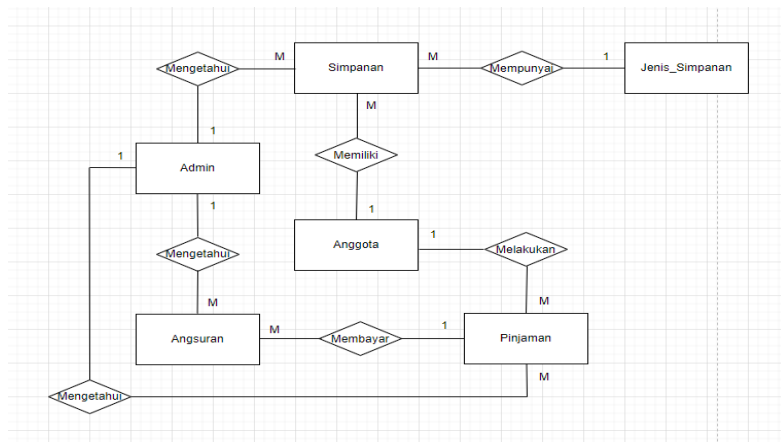 M
M
1
Mengetahui
Simpanan
Mempunyai
Jenis_Simpanan
M
1
1
Memiliki
Admin
1
1
1
Anggota
Melakukan
Mengetahui
M
M
M
1
Angsuran
Membayar
Pinjaman
M
Mengetahui